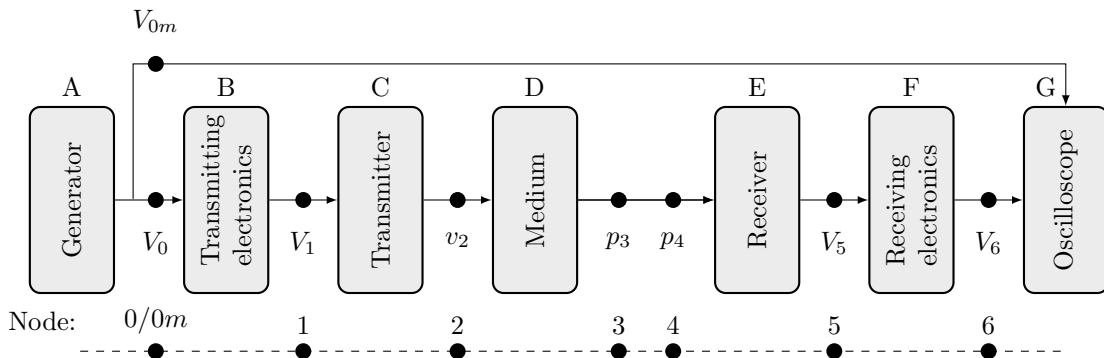 V₀ₘ
A
B
C
D
E
F
G
Generator
Transmitting
electronics
Transmitter
Medium
Receiver
Receiving
electronics
Oscilloscope
V₀
V₁
v₂
p₃
p₄
V₅
V₆
Node: 0/0m 1 2 3 4 5 6